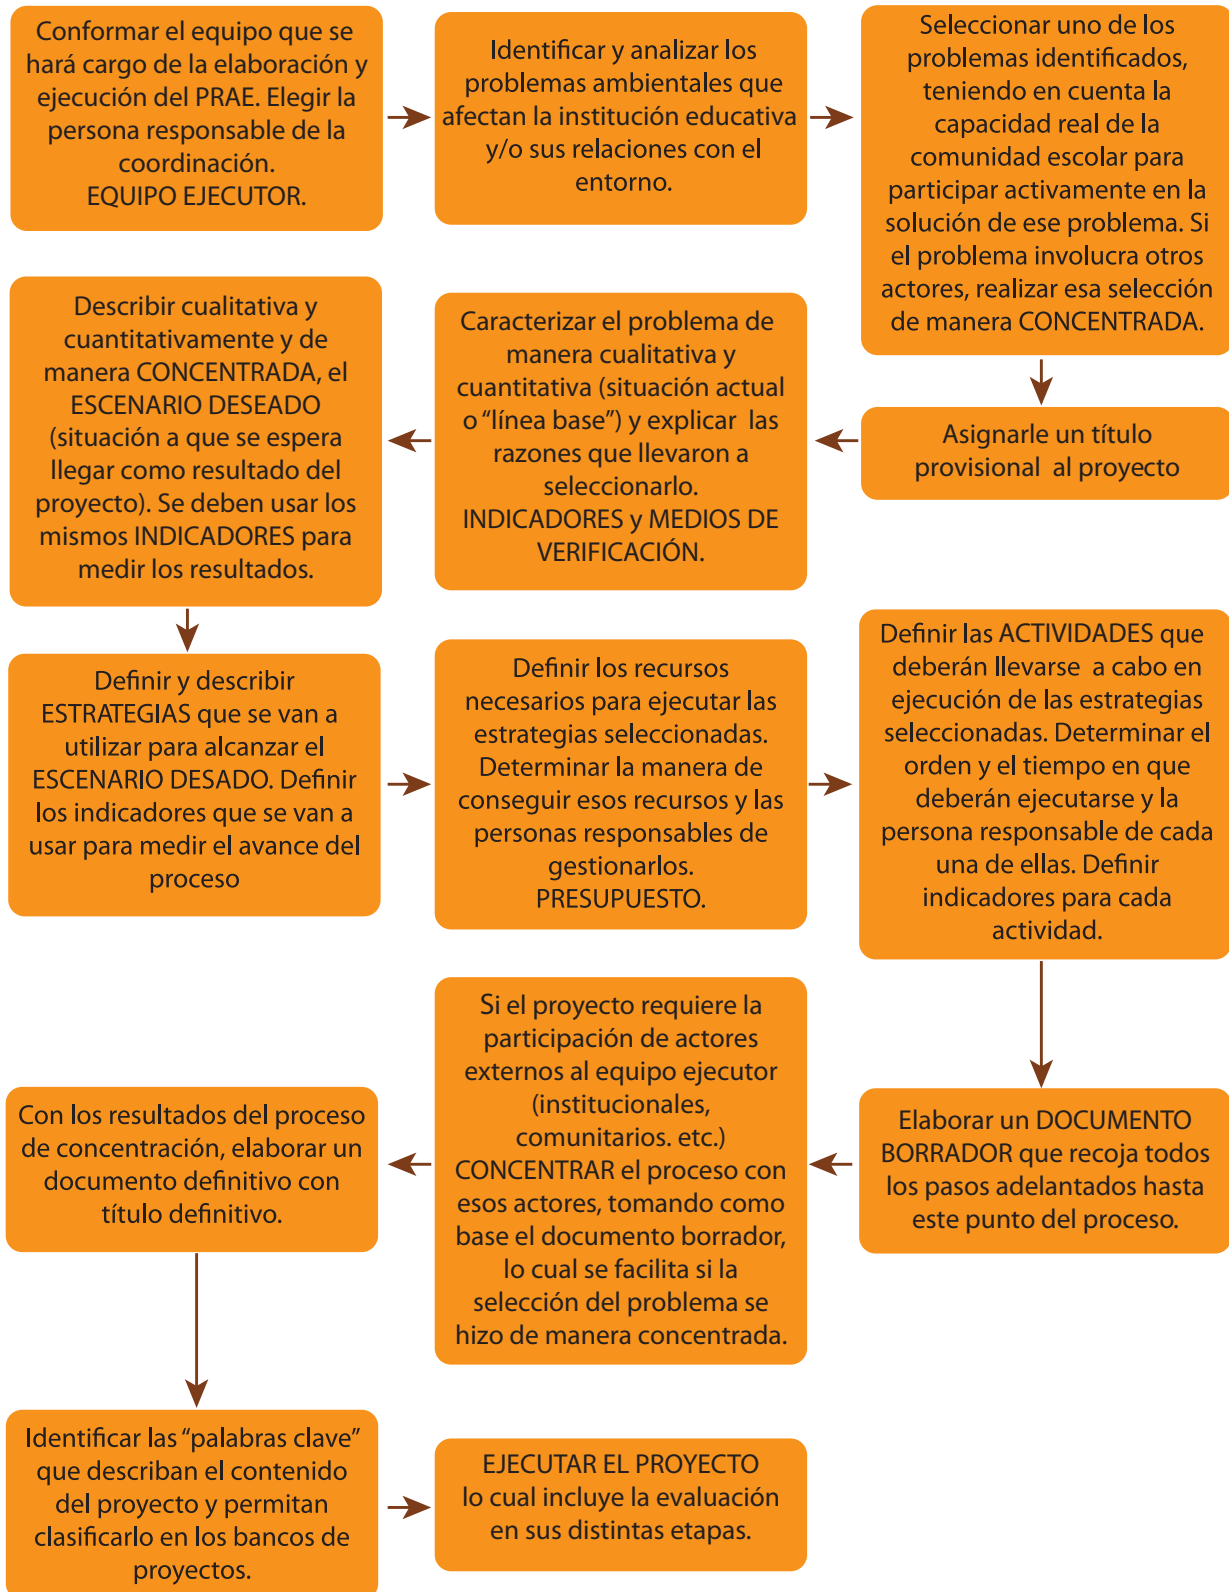 Conformar el equipo que se
hará cargo de la elaboración y
ejecución del PRAE. Elegir la
persona responsable de la
coordinación.
EQUIPO EJECUTOR.
Identificar y analizar los
problemas ambientales que
afectan la institución educativa
y/o sus relaciones con el
entorno.
Seleccionar uno de los
problemas identificados,
teniendo en cuenta la
capacidad real de la
comunidad escolar para
participar activamente en la
solución de ese problema. Si
el problema involucra otros
actores, realizar esa selección
de manera CONCENTRADA.
Asignarle un título
provisional al proyecto
Caracterizar el problema de
manera cualitativa y
cuantitativa (situación actual
o “línea base”) y explicar las
razones que llevaron a
seleccionarlo.
INDICADORES y MEDIOS DE
VERIFICACIÓN.
Describir cualitativa y
cuantitativamente y de
manera CONCENTRADA, el
ESCENARIO DESEADO
(situación a que se espera
llegar como resultado del
proyecto). Se deben usar los
mismos INDICADORES para
medir los resultados.
Definir y describir
ESTRATEGIAS que se van a
utilizar para alcanzar el
ESCENARIO DESADO. Definir
los indicadores que se van a
usar para medir el avance del
proceso
Definir los recursos
necesarios para ejecutar las
estrategias seleccionadas.
Determinar la manera de
conseguir esos recursos y las
personas responsables de
gestionarlos.
PRESUPUESTO.
Definir las ACTIVIDADES que
deberán llevarse a cabo en
ejecución de las estrategias
seleccionadas. Determinar el
orden y el tiempo en que
deberán ejecutarse y la
persona responsable de cada
una de ellas. Definir
indicadores para cada
actividad.
Elaborar un DOCUMENTO
BORRADOR que recoja todos
los pasos adelantados hasta
este punto del proceso.
Si el proyecto requiere la
participación de actores
externos al equipo ejecutor
(institucionales,
comunitarios. etc.)
CONCENTRAR el proceso con
esos actores, tomando como
base el documento borrador,
lo cual se facilita si la
selección del problema se
hizo de manera concentrada.
Con los resultados del proceso
de concentración, elaborar un
documento definitivo con
título definitivo.
Identificar las “palabras clave”
que describan el contenido
del proyecto y permitan
clasificarlo en los bancos de
proyectos.
EJECUTAR EL PROYECTO
lo cual incluye la evaluación
en sus distintas etapas.